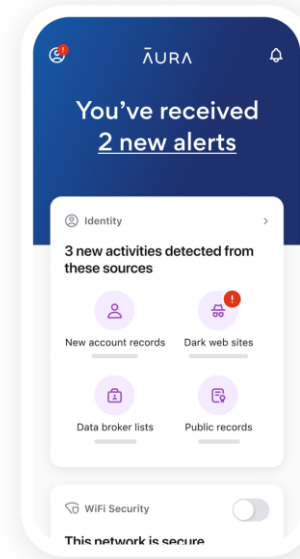 AURA
You've received
2 new alerts
Identity
3 new activities detected from
these sources
New account records
Dark web sites
Data broker lists
Public records
WiFi Security
This network is secure